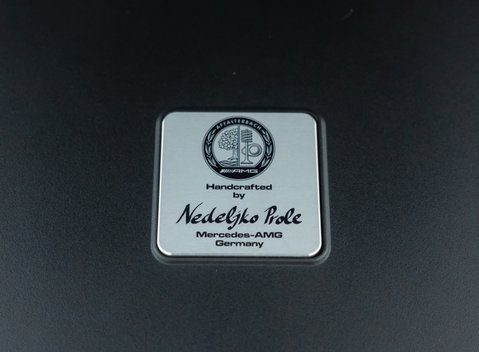 AFFALTERBACH
AMG
Handcrafted
by
Nedeljko Prole
Mercedes-AMG
Germany